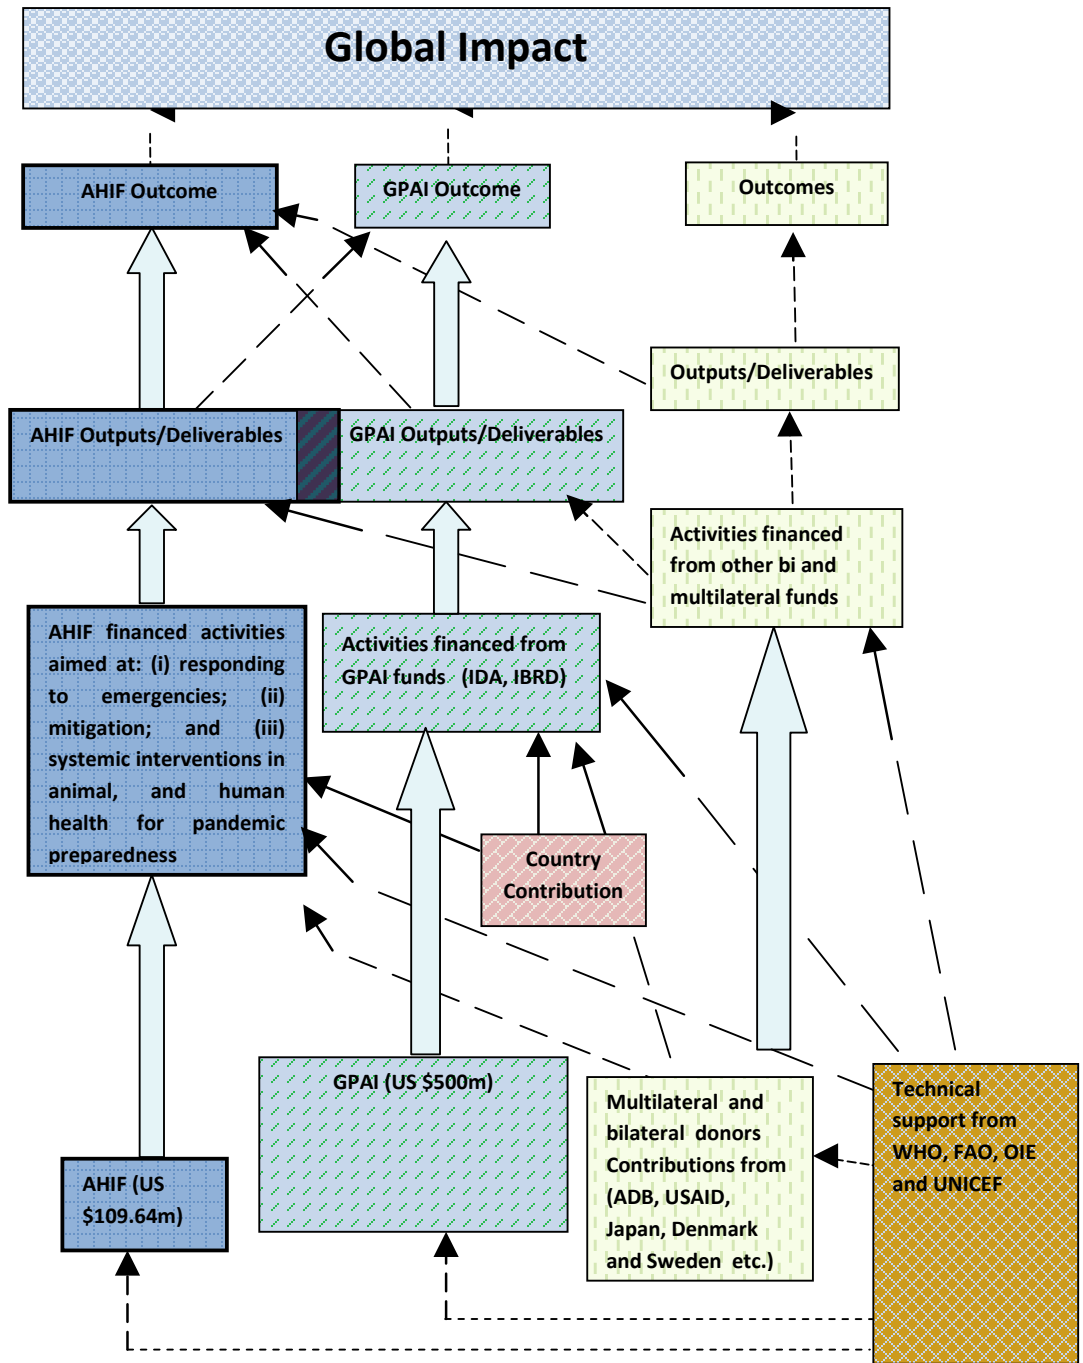 Global Impact
AHIF Outcome
GPAI Outcome
Outcomes
Outputs/Deliverables
AHIF Outputs/Deliverables
GPAI Outputs/Deliverables
Activities financed
from other bi and
multilateral funds
AHIF financed activities
aimed at: (i) responding
to emergencies; (ii)
mitigation; and (iii)
systemic interventions in
animal, and human
health for pandemic
preparedness
Activities financed from
GPAI funds (IDA, IBRD)
Country
Contribution
GPAI (US $500m)
Multilateral and
bilateral donors
Contributions from
(ADB, USAID,
Japan, Denmark
and Sweden etc.)
Technical
support from
WHO, FAO, OIE
and UNICEF
AHIF (US
$109.64m)